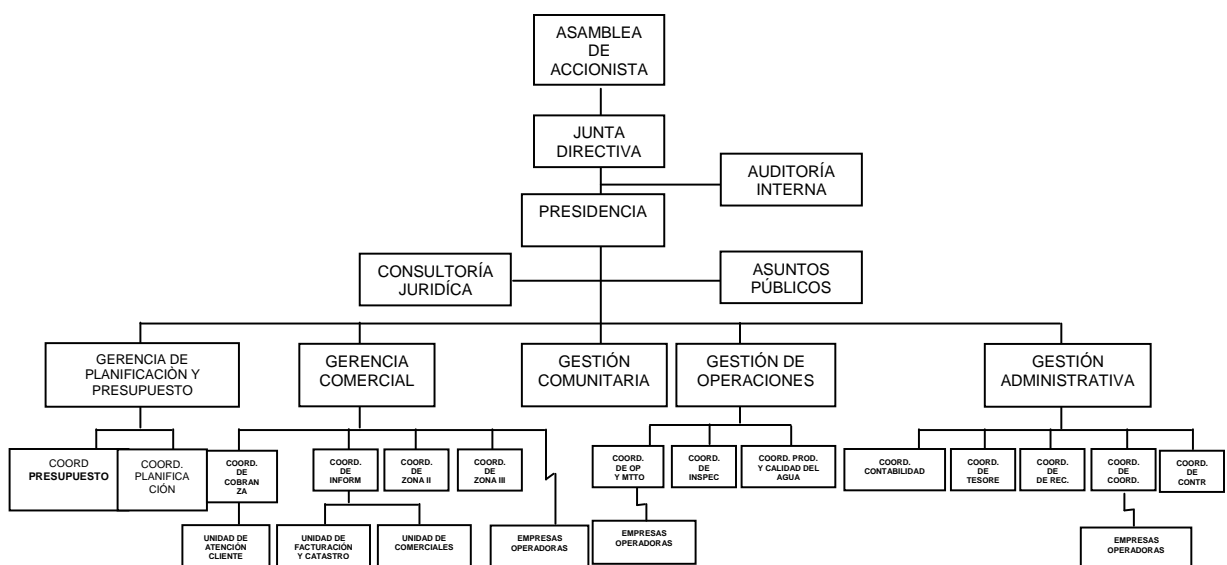 ASAMBLEA
DE
ACCIONISTA
JUNTA
DIRECTIVA
AUDITORÍA
INTERNA
PRESIDENCIA
CONSULTORÍA
JURIDÍCA
ASUNTOS
PÚBLICOS
GERENCIA DE
PLANIFICACIÓN Y
PRESUPUESTO
GERENCIA
COMERCIAL
GESTIÓN
COMUNITARIA
GESTIÓN DE
OPERACIONES
GESTIÓN
ADMINISTRATIVA
COORD
PRESUPUESTO
COORD.
PLANIFICA
CIÓN
COORD.
DE
COBRAN
ZA
COORD.
DE
INFORM
COORD.
DE
ZONA II
COORD.
DE
ZONA III
COORD.
DE OP
Y MTTO
COORD.
DE
INSPEC
COORD. PROD.
Y CALIDAD DEL
AGUA
COORD.
CONTABILIDAD
COORD.
DE
TESORE
COORD.
DE
DE REC.
COORD.
DE
COORD.
COORD.
DE
CONTR
UNIDAD DE
ATENCIÓN
CLIENTE
UNIDAD DE
FACTURACIÓN
Y CATASTRO
UNIDAD DE
COMERCIALES
EMPRESAS
OPERADORAS
EMPRESAS
OPERADORAS
EMPRESAS
OPERADORAS